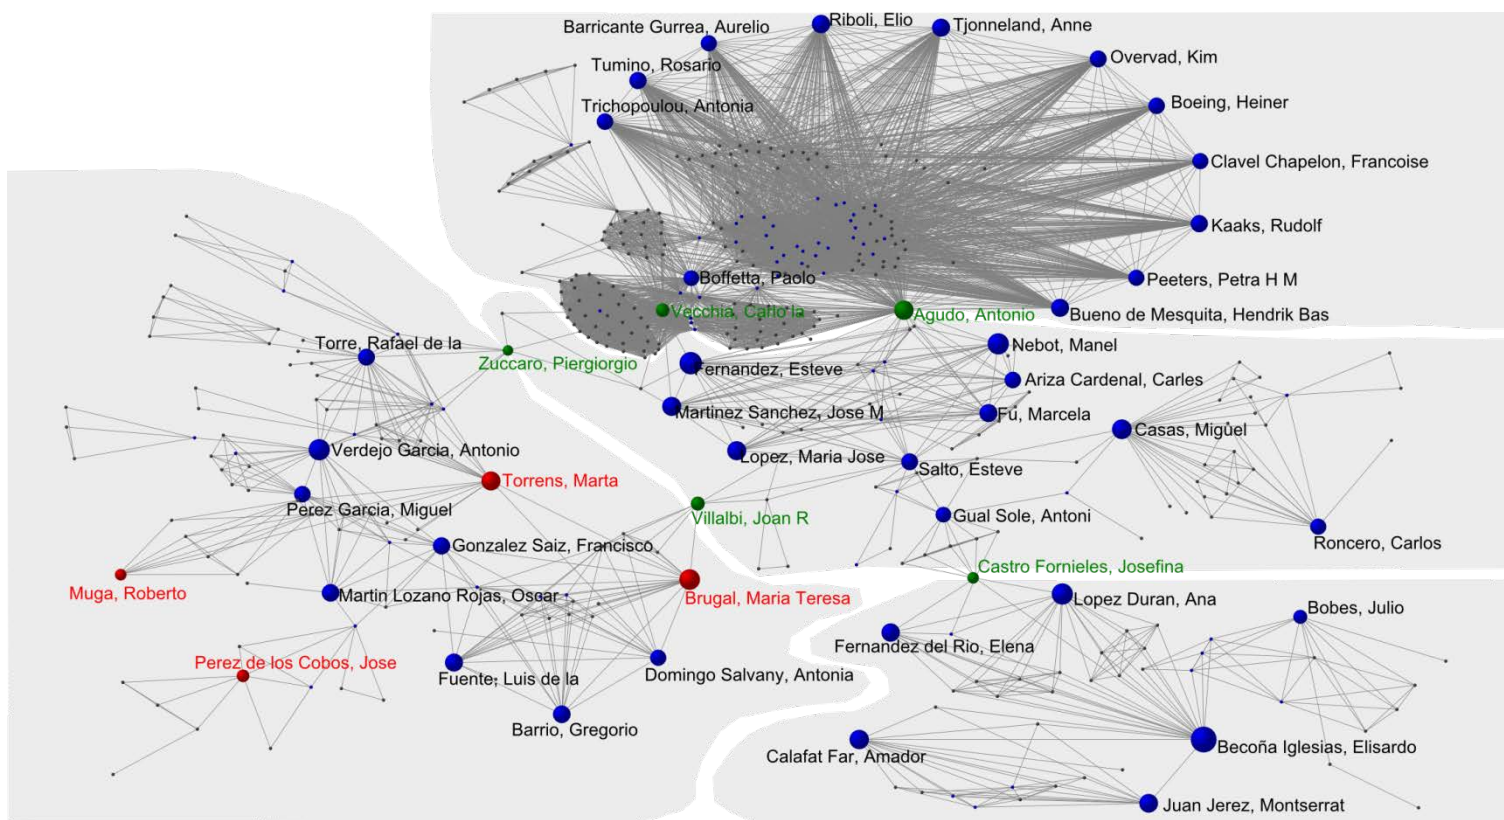 Riboli, Elio
Tjonneland, Anne
Barricante Gurrea, Aurelio
Overvad, Kim
Tumino, Rosario
Boeing, Heiner
Trichopoulou, Antonia
Clavel Chapelon, Francoise
Kaaks, Rudolf
Boffetta, Paolo
Peeters, Petra H M
Vecchia, Carlo la
Agudo, Antonio
Bueno de Mesquita, Hendrik Bas
Torre, Rafael de la
Nebot, Manel
Zuccaro, Piergiorgio
Fernandez, Esteve
Ariza Cardenal, Carles
Martinez Sanchez, Jose M
Fu, Marcela
Casas, Miguel
Verdejo Garcia, Antonio
Lopez, Maria Jose
Salto, Esteve
Torrens, Marta
Perez Garcia, Miguel
Villalbi, Joan R
Gual Sole, Antoni
Gonzalez Saiz, Francisco
Roncero, Carlos
Castro Fornieles, Josefina
Muga, Roberto
Martin Lozano Rojas, Oscar
Brugal, Maria Teresa
Lopez Duran, Ana
Bobes, Julio
Fernandez del Rio, Elena
Perez de los Cobos, Jose
Fuente, Luis de la
Domingo Salvany, Antonia
Barrio, Gregorio
Becoña Iglesias, Elisardo
Calafat Far, Amador
Juan Jerez, Montserrat